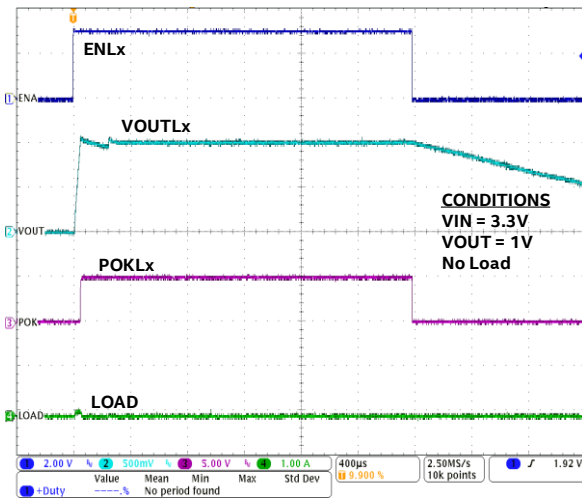 T
ENLx
1 ENA
VOUTLx
CONDITIONS
VIN = 3.3V
VOUT = 1V
No Load
2 VOUT
POKLx
3 POK
LOAD
4 LOAD
1 2.00 V 2 500mV 3 5.00 V 4 1.00 A 400µs 2.50MS/s 1 1.92 V
T 9.900 % 10k points
Value Mean Min Max Std Dev
1 +Duty ----.% No period found